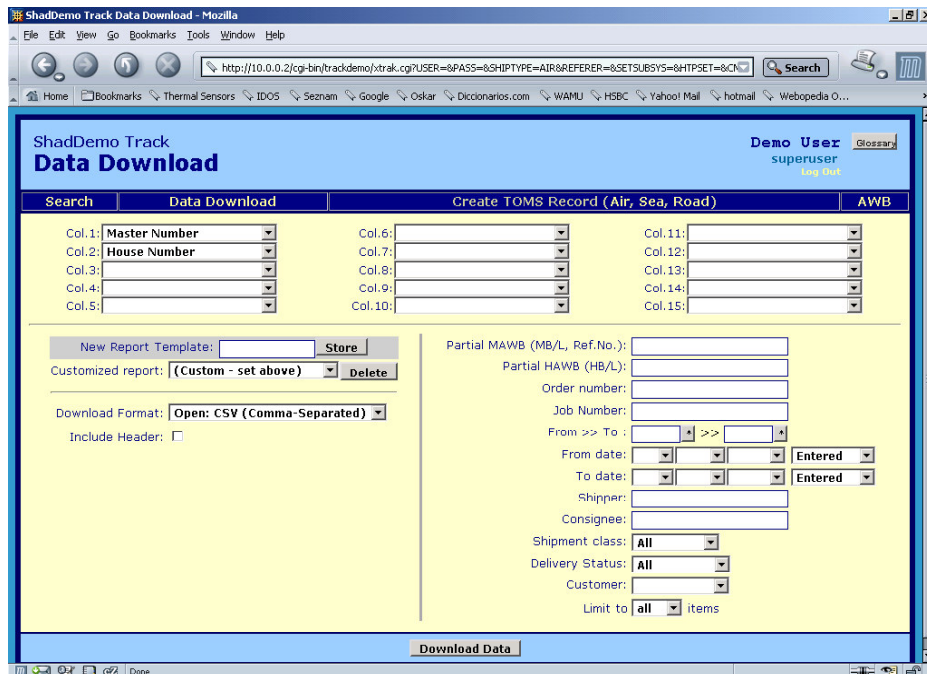 ShadDemo Track Data Download - Mozilla
File Edit View Go Bookmarks Tools Window Help
http://10.0.0.2/cgi-bin/trackdemo/xtrak.cgi?USER=&PASS=&SHIPTYPE=AIR&REFERER=&SETSUBSYS=&HTPSET=&CN
Search
Home Bookmarks Thermal Sensors IDOS Seznam Google Oskar Diccionarios.com WAMU HSBC Yahoo! Mail hotmail Webopedia O...
ShadDemo Track
Data Download
Demo User
superuser
Log Out
Glossary
Search Data Download Create TOMS Record (Air, Sea, Road) AWB
Col.1: Master Number Col.6: Col.11:
Col.2: House Number Col.7: Col.12:
Col.3: Col.8: Col.13:
Col.4: Col.9: Col.14:
Col.5: Col.10: Col.15:
New Report Template: Store
Customized report: (Custom - set above) Delete
Download Format: Open: CSV (Comma-Separated)
Include Header:
Partial MAWB (MB/L, Ref.No.):
Partial HAWB (HB/L):
Order number:
Job Number:
From >> To : >>
From date: Entered
To date: Entered
Shipper:
Consignee:
Shipment class: All
Delivery Status: All
Customer:
Limit to all items
Download Data
Done